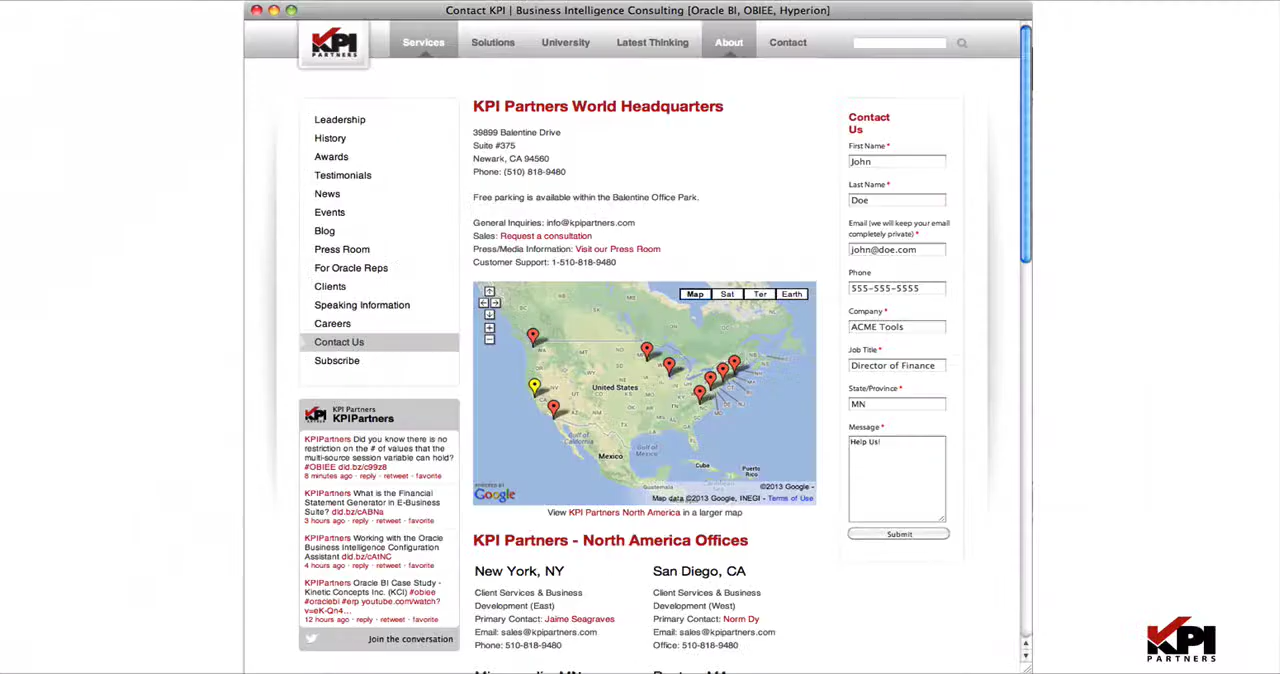 Contact KPI | Business Intelligence Consulting [Oracle BI, OBIEE, Hyperion]
KPI
PARTNERS
Services
Solutions
University
Latest Thinking
About
Contact
Leadership
History
Awards
Testimonials
News
Events
Blog
Press Room
For Oracle Reps
Clients
Speaking Information
Careers
Contact Us
Subscribe
KPI Partners
KPIPartners
KPIPartners Did you know there is no
restriction on the # of values that the
multi-source session variable can hold?
#OBIEE dld.bz/c99z8
8 minutes ago · reply · retweet · favorite
KPIPartners What is the Financial
Statement Generator in E-Business
Suite? dld.bz/cABNa
3 hours ago · reply · retweet · favorite
KPIPartners Working with the Oracle
Business Intelligence Configuration
Assistant dld.bz/cAtNC
4 hours ago · reply · retweet · favorite
KPIPartners Oracle BI Case Study -
Kinetic Concepts Inc. (KCI) #obiee
#oraclebi #erp youtube.com/watch?
v=eK-Qn4...
12 hours ago · reply · retweet · favorite
Join the conversation
KPI Partners World Headquarters
39899 Balentine Drive
Suite #375
Newark, CA 94560
Phone: (510) 818-9480
Free parking is available within the Balentine Office Park.
General Inquiries: info@kpipartners.com
Sales: Request a consultation
Press/Media Information: Visit our Press Room
Customer Support: 1-510-818-9480
Map
Sat
Ter
Earth
United States
Mexico
Gulf of
California
Gulf of
Mexico
Cuba
Puerto
Rico
Guatemala
Google
©2013 Google -
Map data ©2013 Google, INEGI - Terms of Use
View KPI Partners North America in a larger map
KPI Partners - North America Offices
New York, NY
Client Services & Business
Development (East)
Primary Contact: Jaime Seagraves
Email: sales@kpipartners.com
Phone: 510-818-9480
San Diego, CA
Client Services & Business
Development (West)
Primary Contact: Norm Dy
Email: sales@kpipartners.com
Office: 510-818-9480
Contact
Us
First Name *
John
Last Name *
Doe
Email (we will keep your email
completely private) *
john@doe.com
Phone
555-555-5555
Company *
ACME Tools
Job Title *
Director of Finance
State/Province *
MN
Message *
Help Us!
Submit
KPI
PARTNERS